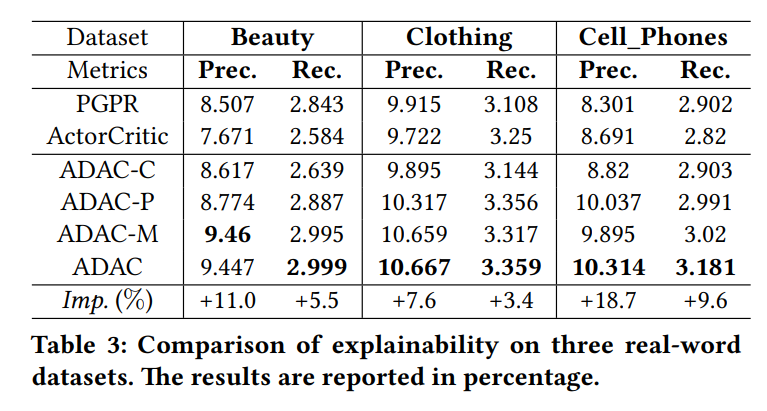 Dataset Beauty Clothing Cell_Phones
Metrics Prec. Rec. Prec. Rec. Prec. Rec.
PGPR 8.507 2.843 9.915 3.108 8.301 2.902
ActorCritic 7.671 2.584 9.722 3.25 8.691 2.82
ADAC-C 8.617 2.639 9.895 3.144 8.82 2.903
ADAC-P 8.774 2.887 10.317 3.356 10.037 2.991
ADAC-M 9.46 2.995 10.659 3.317 9.895 3.02
ADAC 9.447 2.999 10.667 3.359 10.314 3.181
Imp. (%) +11.0 +5.5 +7.6 +3.4 +18.7 +9.6
Table 3: Comparison of explainability on three real-word
datasets. The results are reported in percentage.